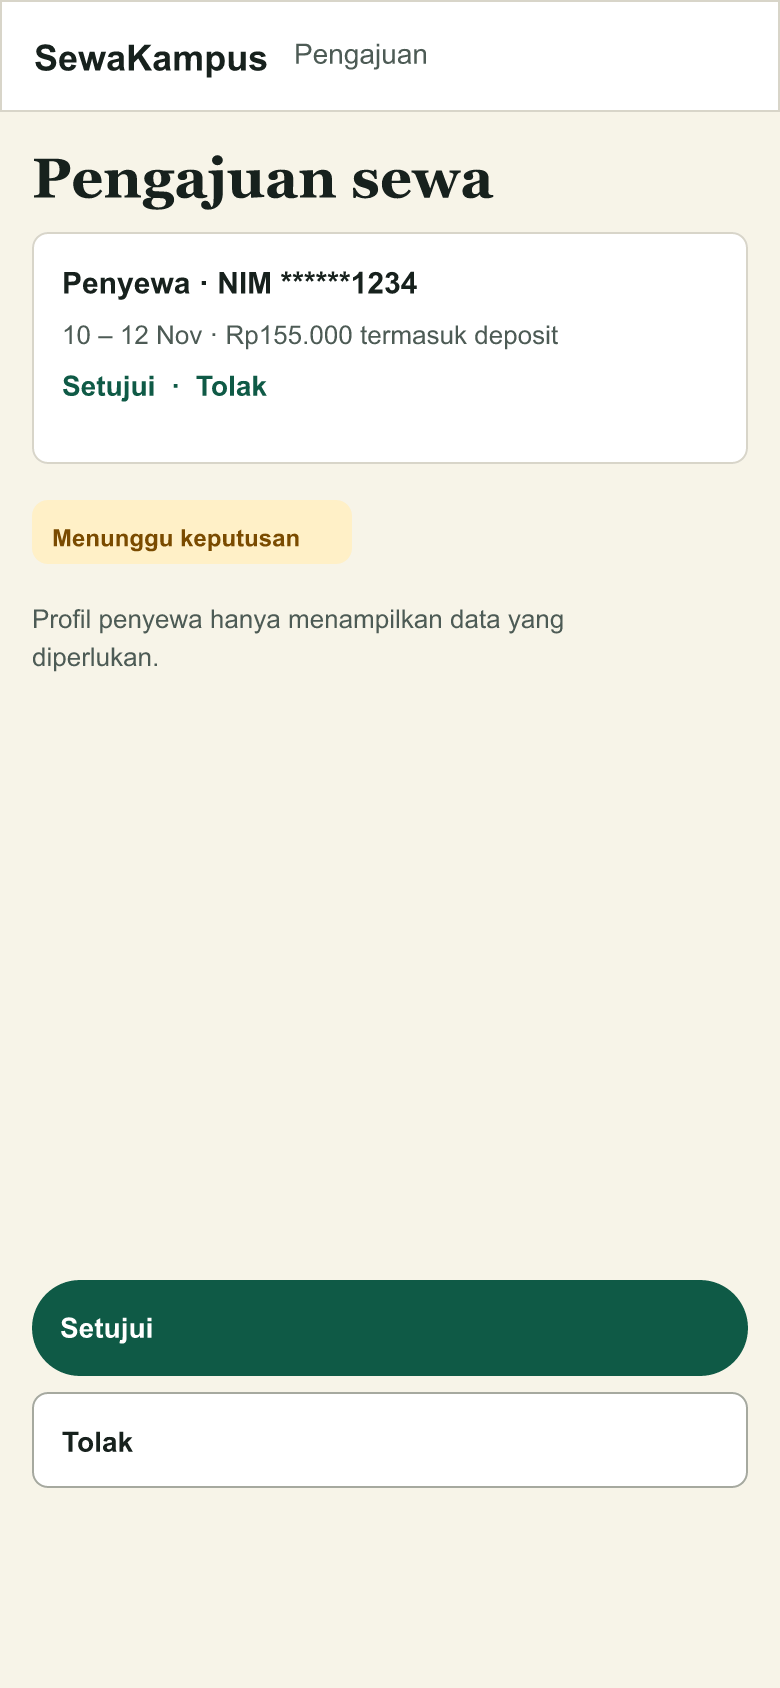 SewaKampus Pengajuan
Pengajuan sewa
Penyewa · NIM ******1234
10 – 12 Nov · Rp155.000 termasuk deposit
Setujui · Tolak
Menunggu keputusan
Profil penyewa hanya menampilkan data yang
diperlukan.
Setujui
Tolak